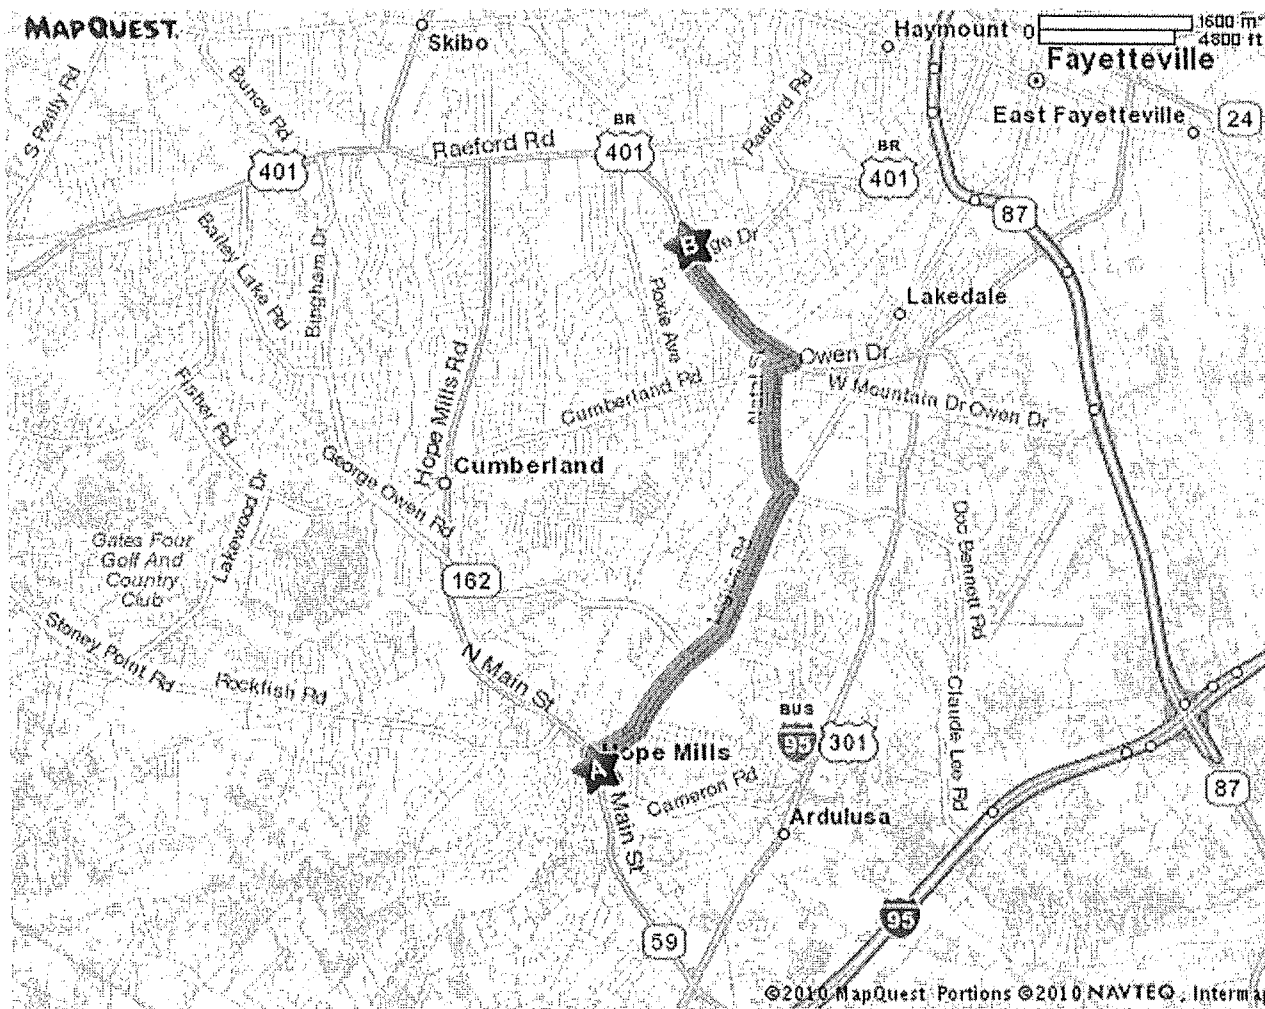 MAPQUEST.
Skibo
Haymount
1600 m
4800 ft
Fayetteville
East Fayetteville
24
S Reilly Rd
Bunce Rd
Raeford Rd
BR
401
Raeford Rd
BR
401
401
87
Bailey Lake Rd
Bingham Dr
B
ge Dr
Roxie Ave
Lakedale
Hope Mills Rd
Owen Dr
W Mountain Dr
Owen Dr
Cumberland Rd
Fisher Rd
Cumberland
George Owen Rd
Lakewood Dr
Gates Four
Golf And
Country
Club
162
Doc Bennett Rd
Stoney Point Rd
Rockfish Rd
N Main St
Claude Lee Rd
BUS
95
301
A
Hope Mills
Cameron Rd
87
Main St
Ardulusa
95
59
©2010 MapQuest Portions ©2010 NAVTEQ, Intermap